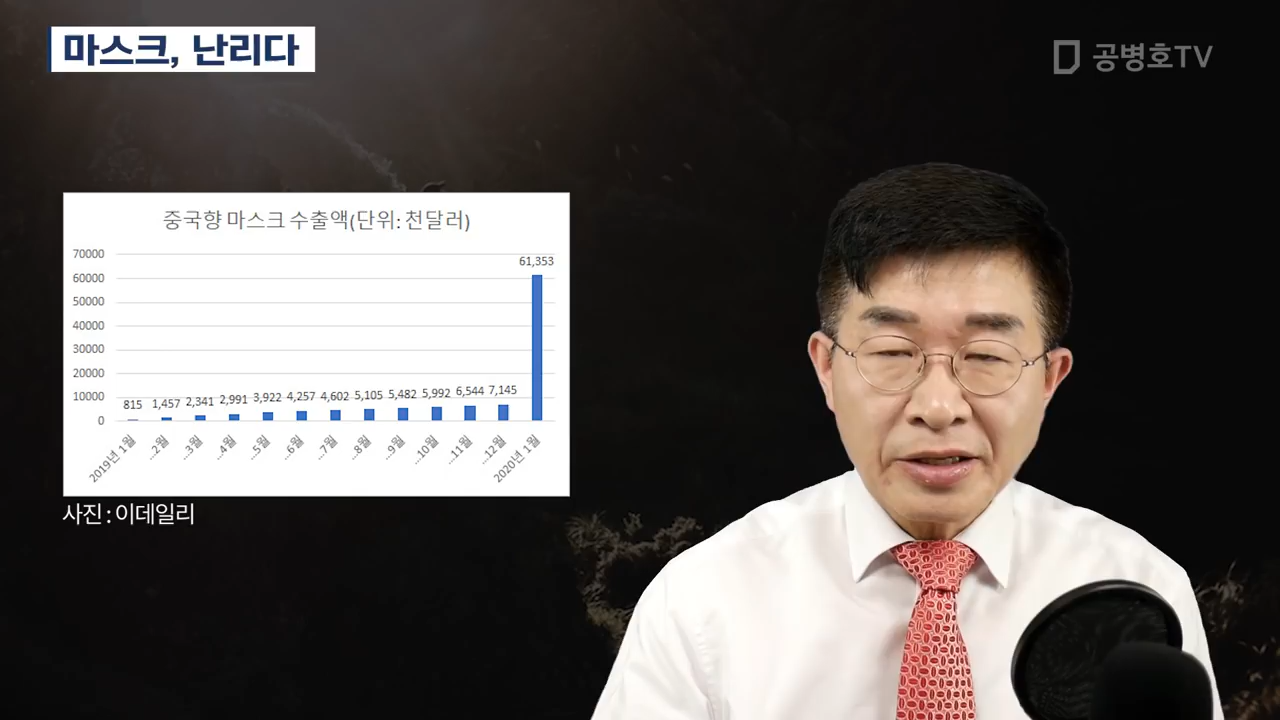 마스크, 난리다
공병호TV
중국향 마스크 수출액(단위: 천달러)
70000
60000
50000
40000
30000
20000
10000
0
815 1,457 2,341 2,991 3,922 4,257 4,602 5,105 5,482 5,992 6,544 7,145 61,353
2019년 1월 ...2월 ...3월 ...4월 ...5월 ...6월 ...7월 ...8월 ...9월 ...10월 ...11월 ...12월 2020년 1월
사진 : 이데일리